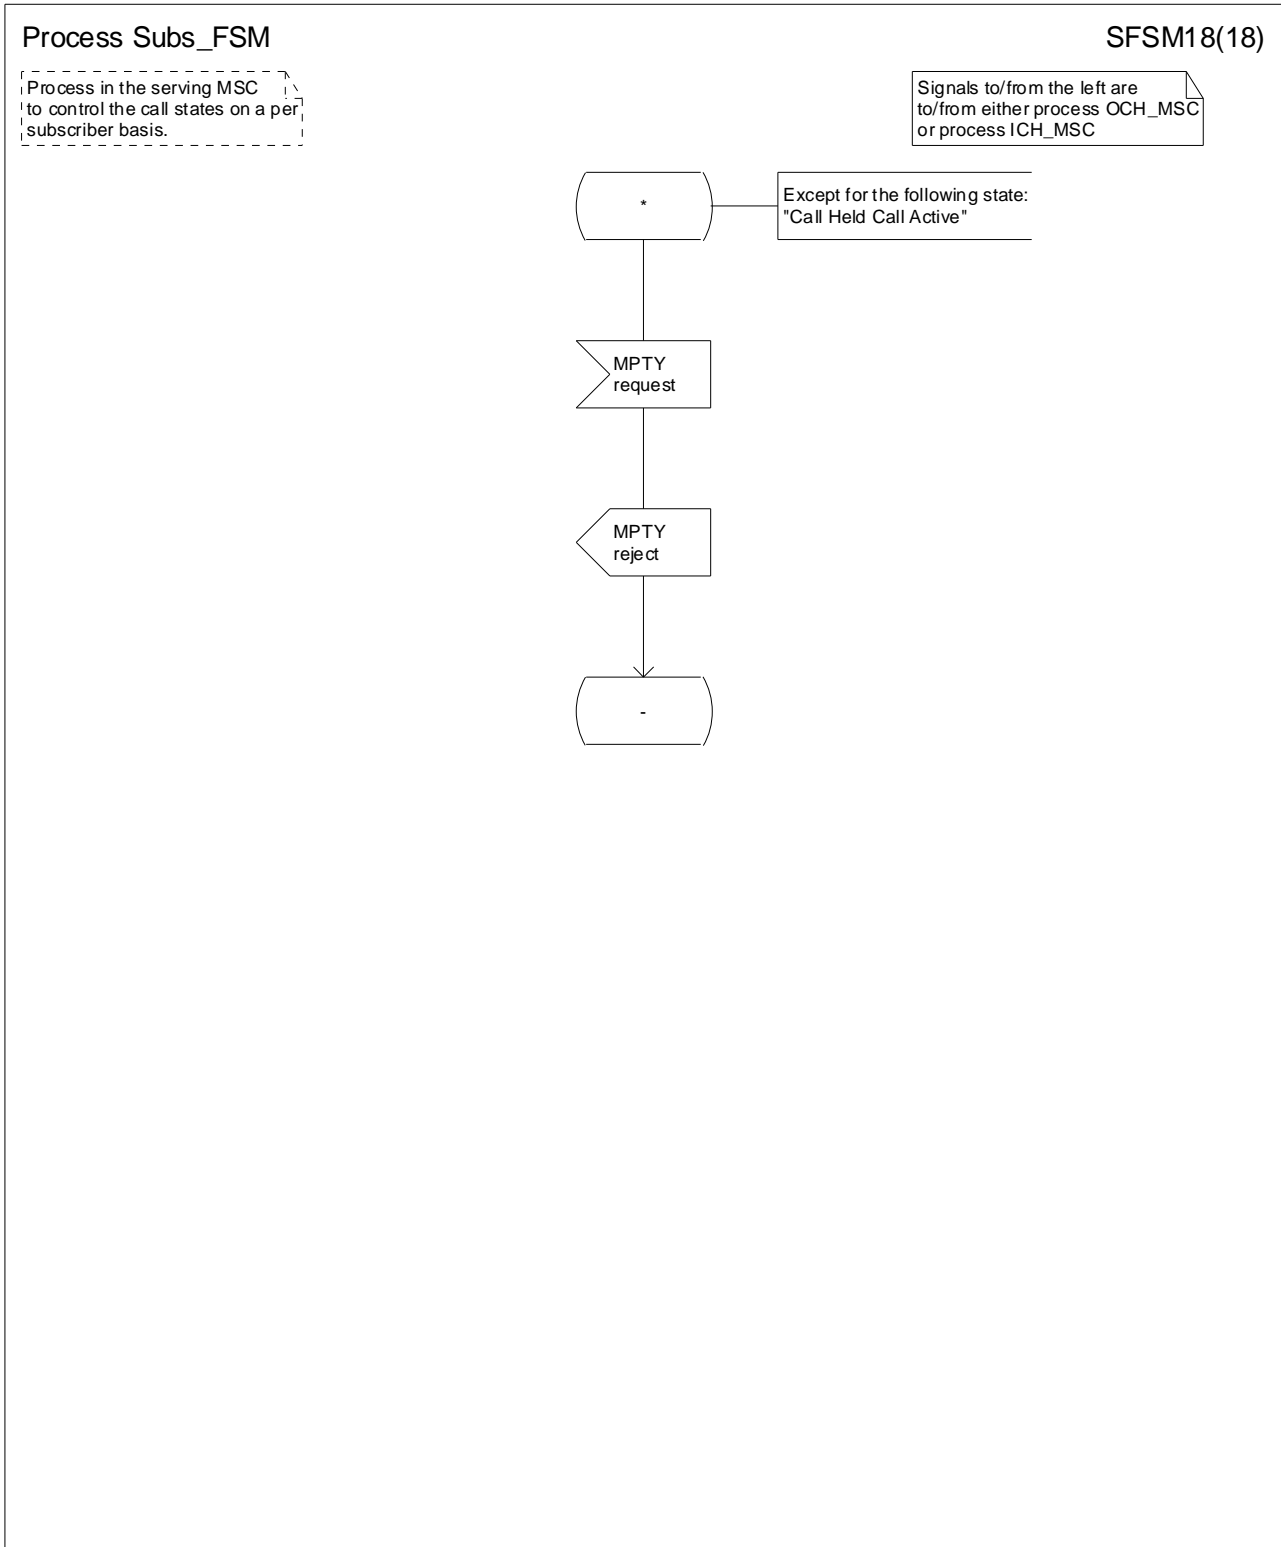 Process Subs_FSM
SFSM18(18)
Process in the serving MSC
to control the call states on a per
subscriber basis.
Signals to/from the left are
to/from either process OCH_MSC
or process ICH_MSC
*
Except for the following state:
"Call Held Call Active"
MPTY
request
MPTY
reject
-